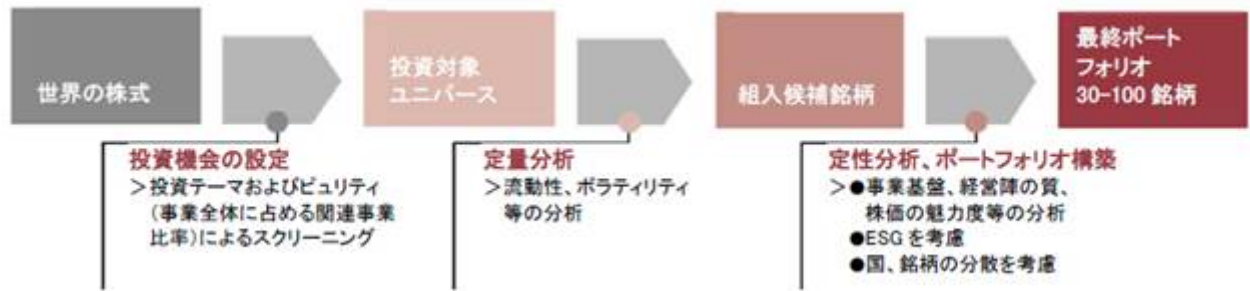 世界の株式
投資対象
ユニバース
組入候補銘柄
最終ポート
フォリオ
30-100 銘柄
投資機会の設定
＞投資テーマおよびピュリティ
（事業全体に占める関連事業
比率）によるスクリーニング
定量分析
＞流動性、ボラティリティ
等の分析
定性分析、ポートフォリオ構築
＞●事業基盤、経営陣の質、
株価の魅力度等の分析
●ESG を考慮
●国、銘柄の分散を考慮